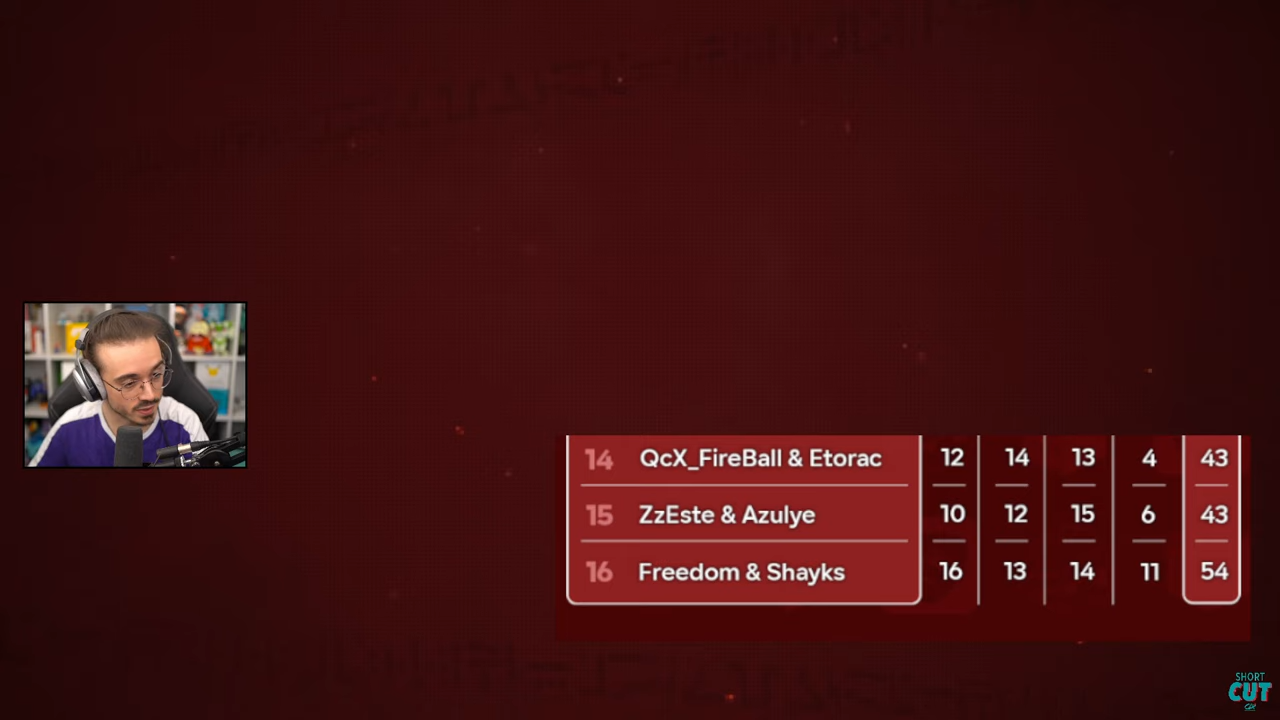 14 QcX_FireBall & Etorac 12 14 13 4 43
15 ZzEste & Azulye 10 12 15 6 43
16 Freedom & Shayks 16 13 14 11 54
SHORT
CUT